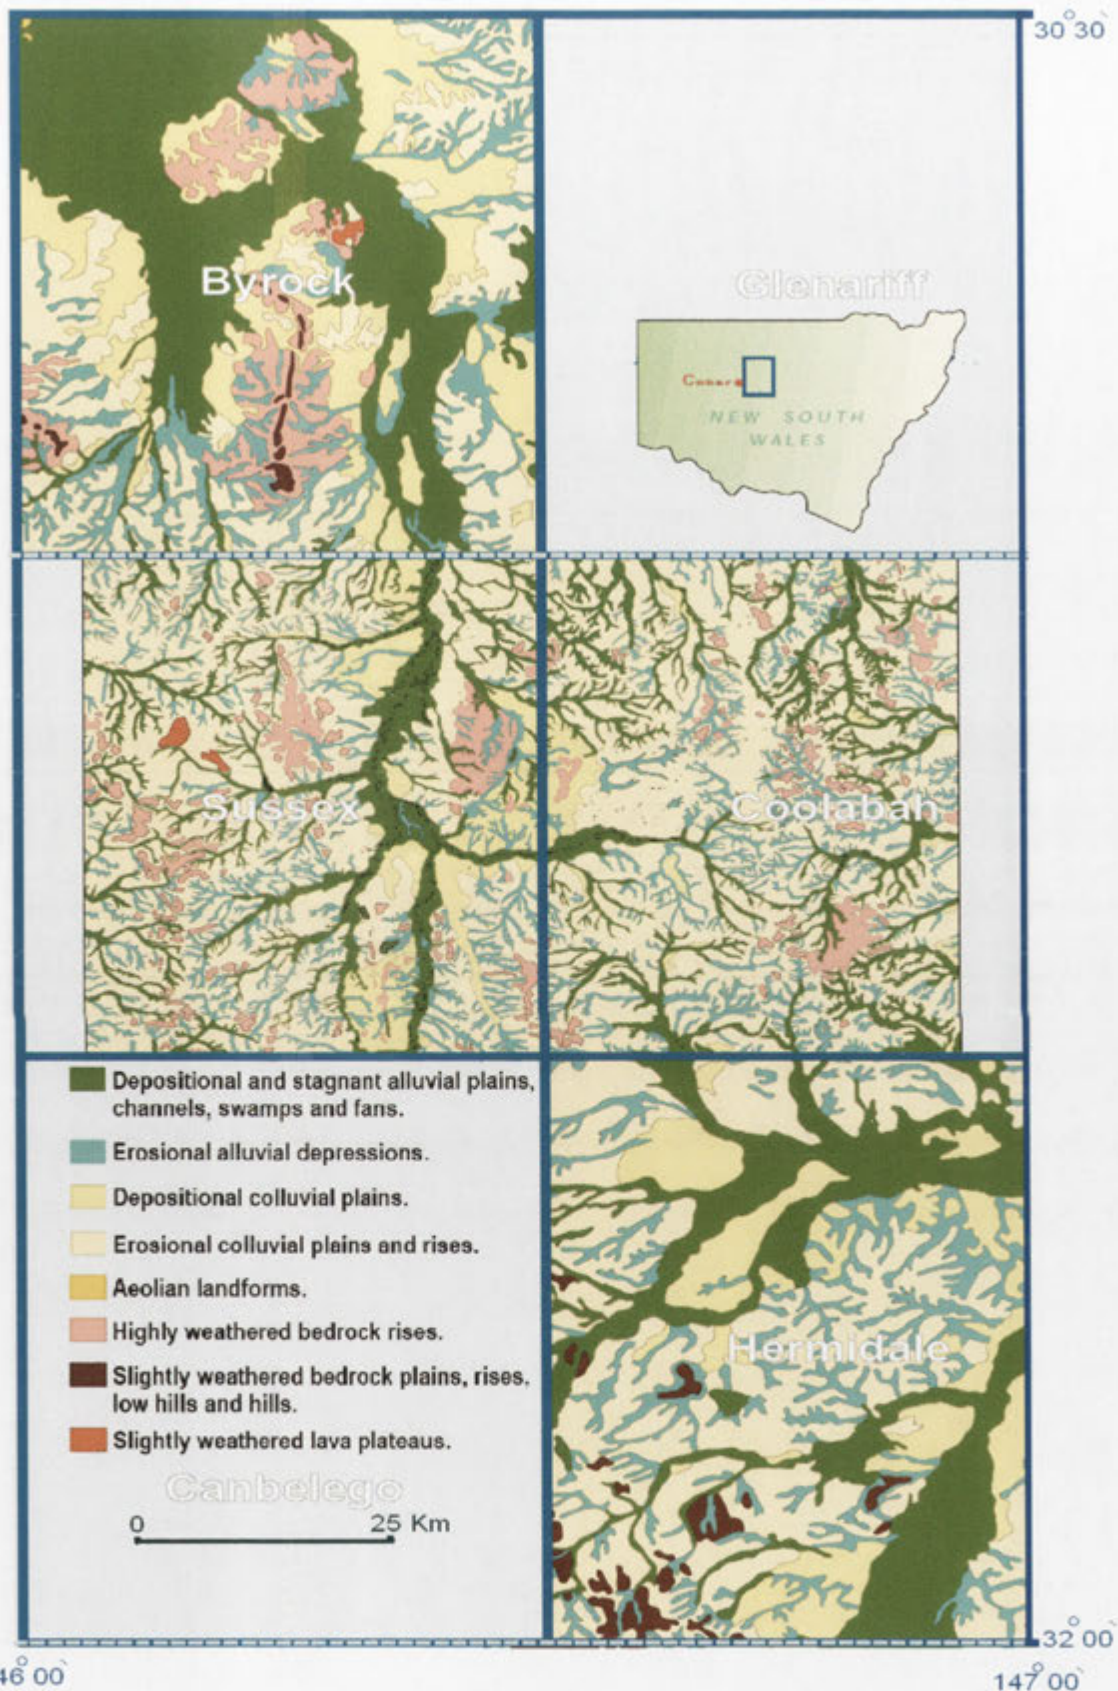 30°30'
Byrock
Glenariff
Cobar
NEW SOUTH
WALES
Sussex
Coolabah
Depositional and stagnant alluvial plains,
channels, swamps and fans.
Erosional alluvial depressions.
Depositional colluvial plains.
Erosional colluvial plains and rises.
Aeolian landforms.
Highly weathered bedrock rises.
Slightly weathered bedrock plains, rises,
low hills and hills.
Slightly weathered lava plateaus.
Hermidale
Canbelego
0 25 Km
32°00'
46°00'
147°00'